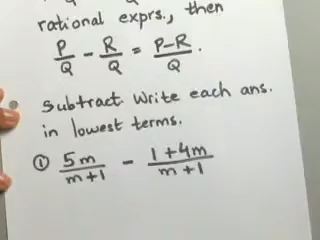 rational exprs., then
P/Q - R/Q = P-R/Q.
Subtract. Write each ans.
in lowest terms.
① 5m/m+1 - 1+4m/m+1